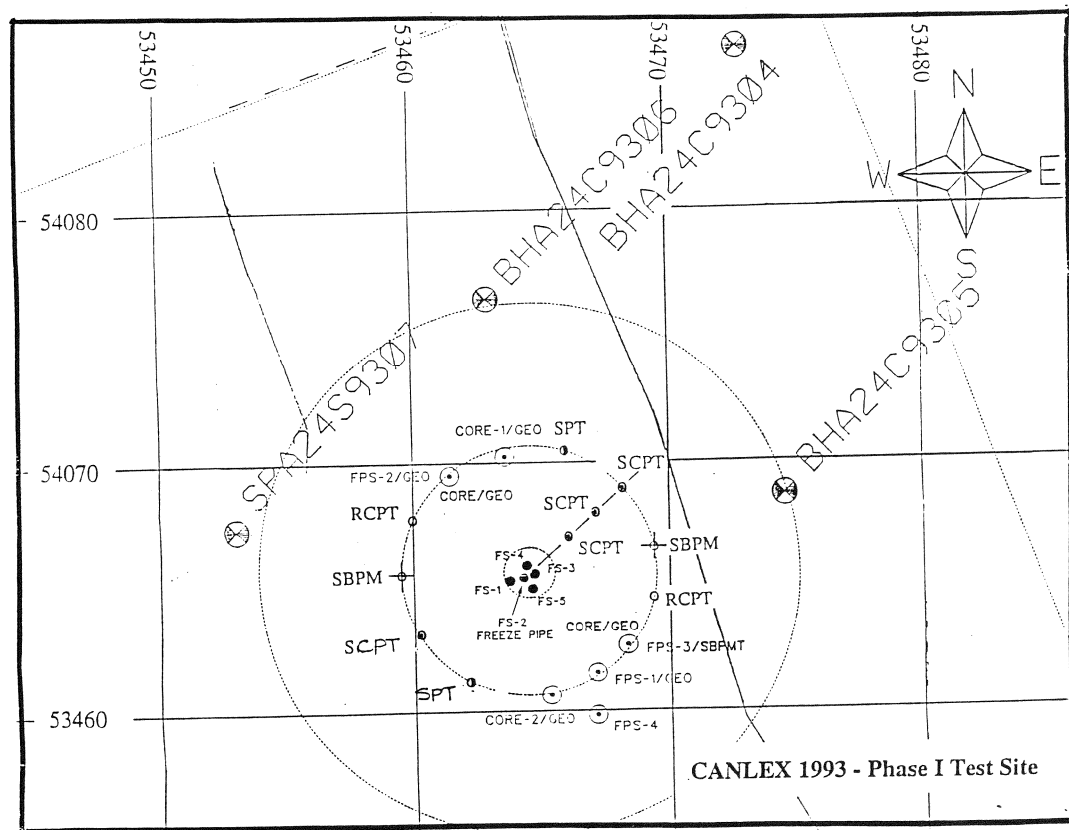 53450
53460
53470
53480
N
W
E
S
BHA24C9306
BHA24C9304
54080
BHA24C9305
SPA24S9307
CORE-1/GEO
SPT
54070
SCPT
FPS-2/GEO
CORE/GEO
SCPT
RCPT
SCPT
SBPM
FS-4
FS-3
SBPM
FS-1
FS-5
RCPT
FS-2
FREEZE PIPE
CORE/GEO
SCPT
FPS-3/SBPMT
FPS-1/GEO
SPT
53460
CORE-2/GEO
FPS-4
CANLEX 1993 - Phase I Test Site